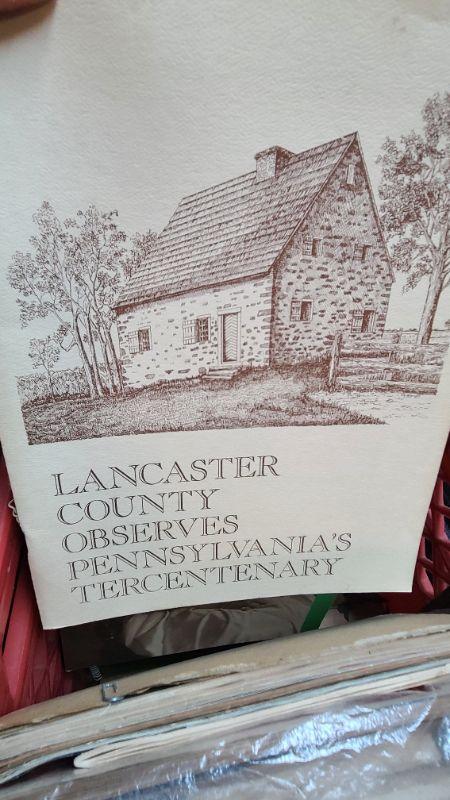 LANCASTER
COUNTY
OBSERVES
PENNSYLVANIA'S
TERCENTENARY